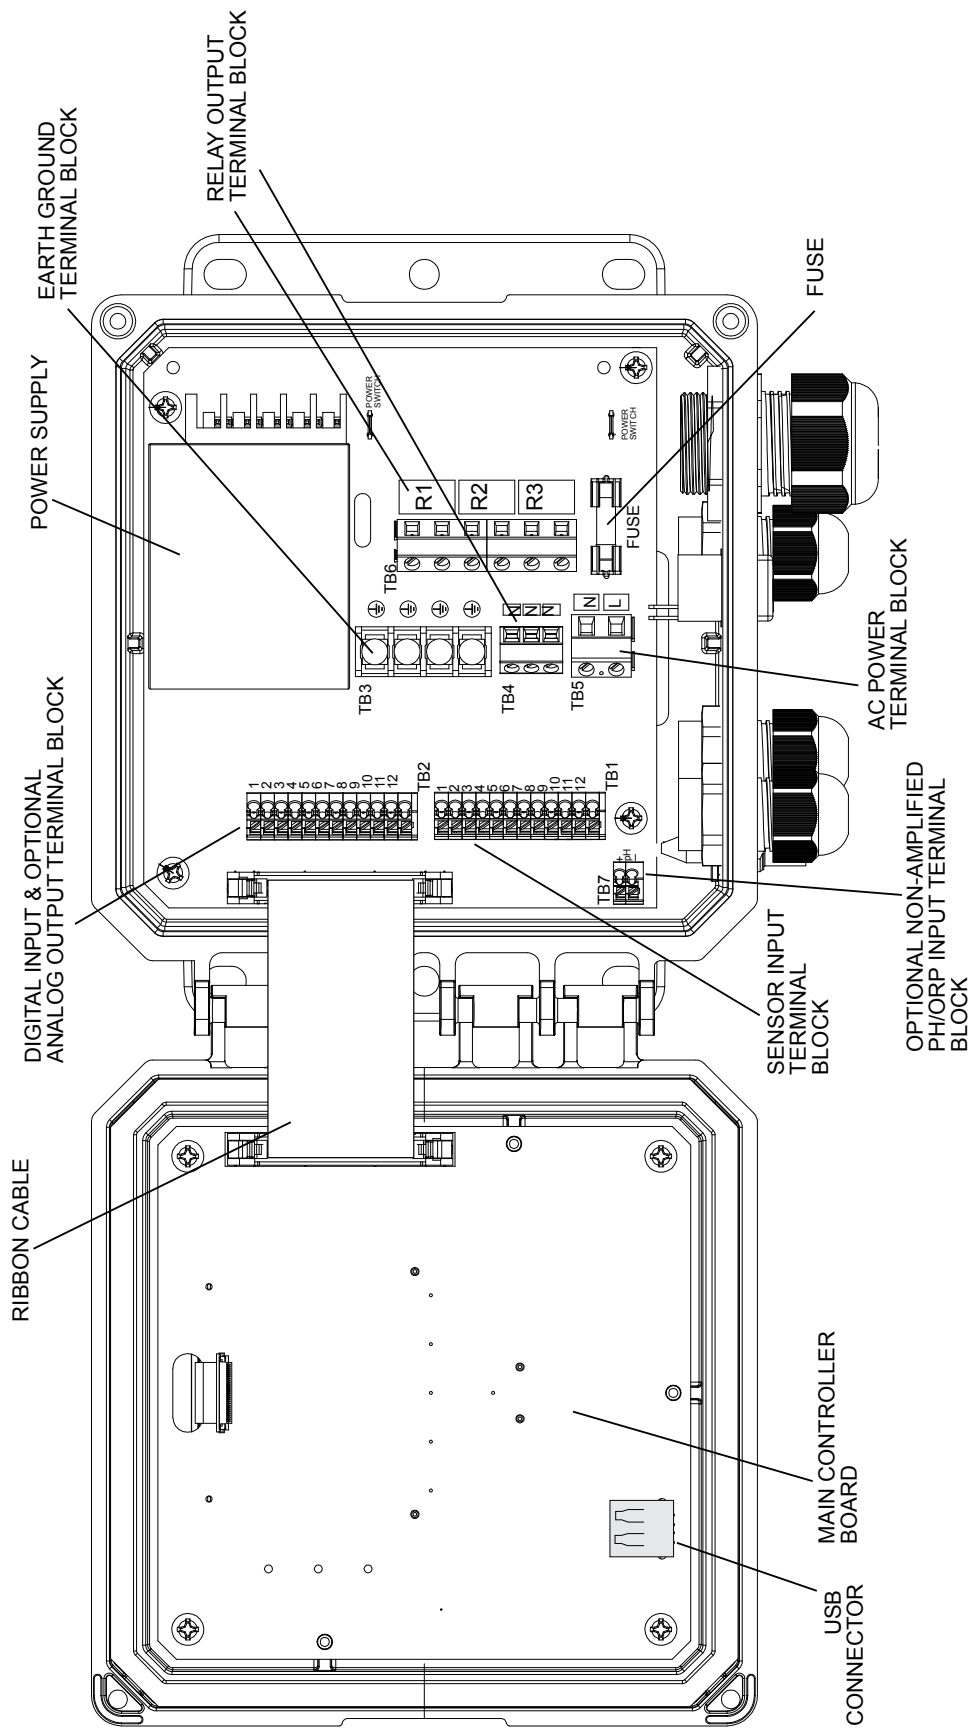 RIBBON CABLE
DIGITAL INPUT & OPTIONAL
ANALOG OUTPUT TERMINAL BLOCK
POWER SUPPLY
EARTH GROUND
TERMINAL BLOCK
RELAY OUTPUT
TERMINAL BLOCK
POWER
SWITCH
POWER
SWITCH
R1
R2
R3
TB6
FUSE
TB3
TB4
N
N
N
TB5
N
L
1
2
3
4
5
6
7
8
9
10
11
12
TB2
1
2
3
4
5
6
7
8
9
10
11
12
TB1
TB7
+
pH
-
USB
CONNECTOR
MAIN CONTROLLER
BOARD
SENSOR INPUT
TERMINAL
BLOCK
OPTIONAL NON-AMPLIFIED
PH/ORP INPUT TERMINAL
BLOCK
AC POWER
TERMINAL BLOCK
FUSE